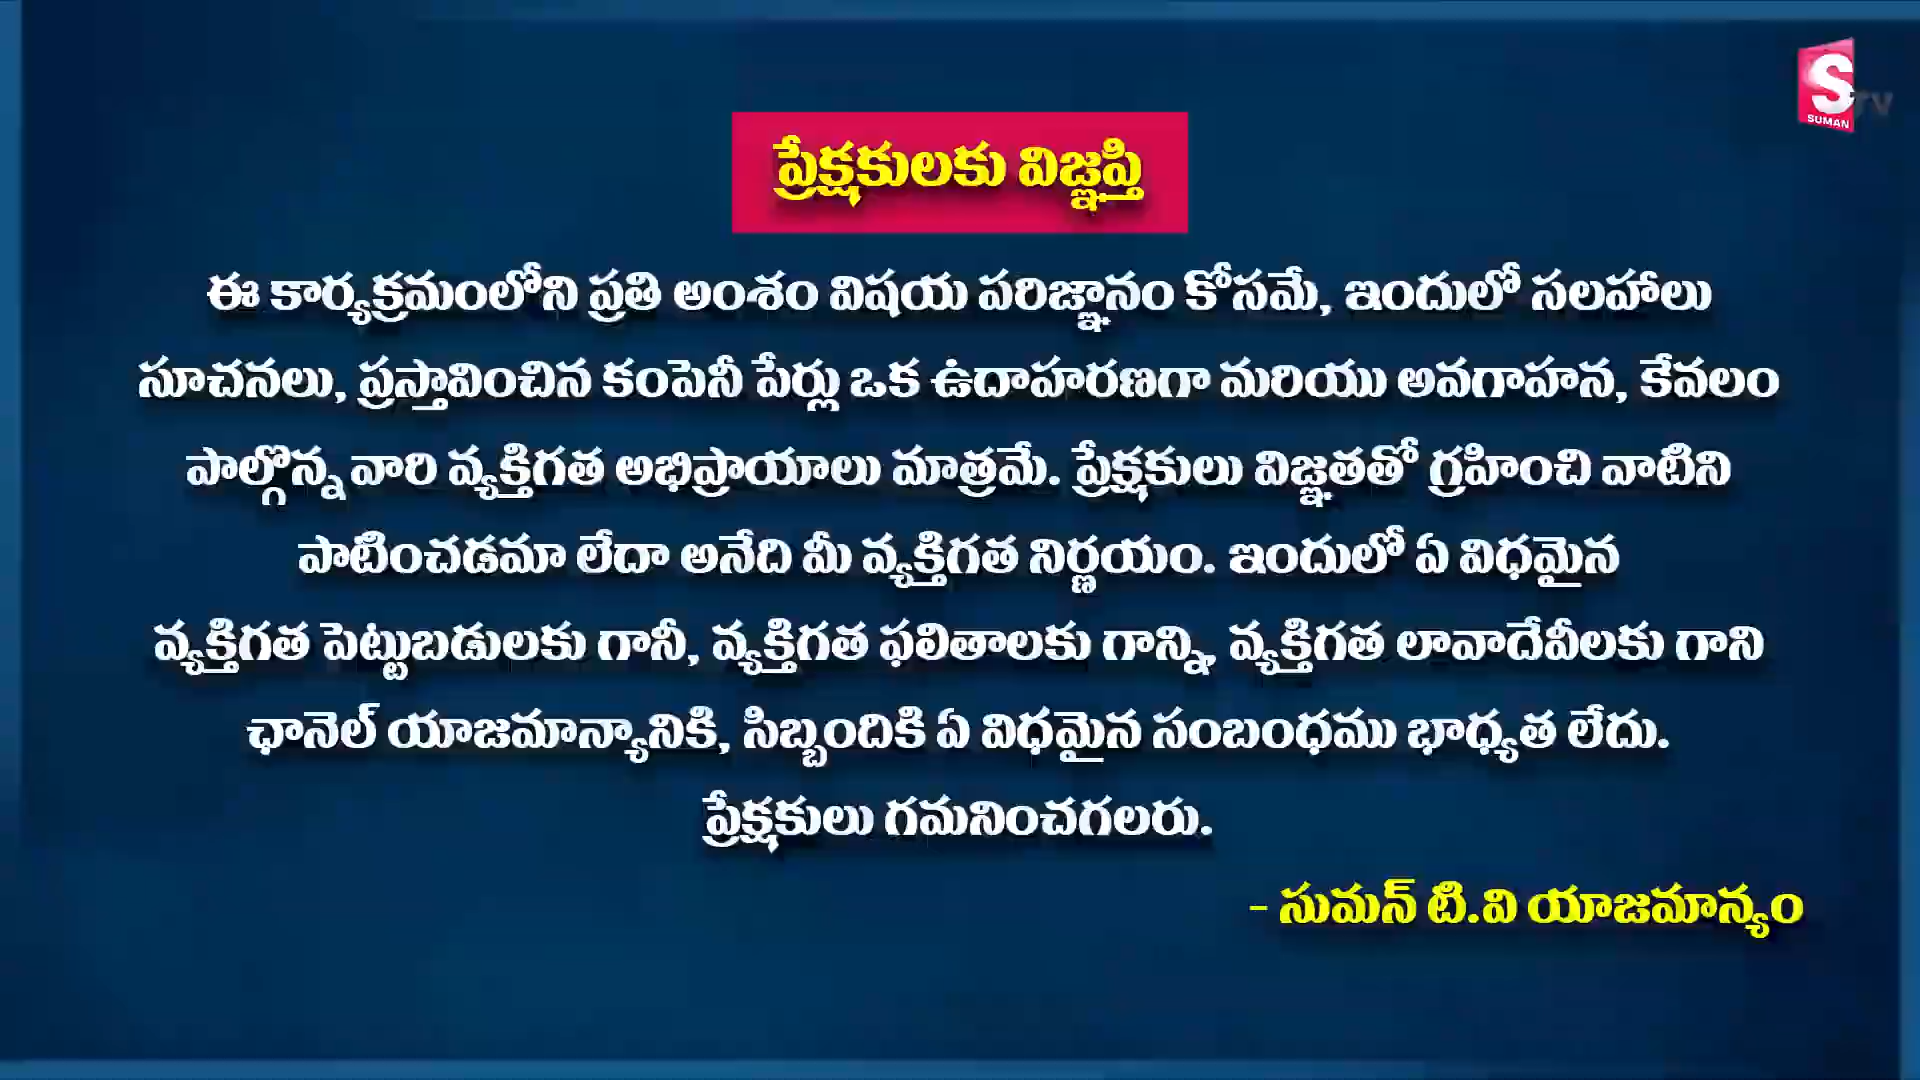 S
SUMAN
TV
ప్రేక్షకులకు విజ్ఞప్తి
ఈ కార్యక్రమంలోని ప్రతి అంశం విషయ పరిజ్ఞానం కోసమే, ఇందులో సలహాలు
సూచనలు, ప్రస్తావించిన కంపెనీ పేర్లు ఒక ఉదాహరణగా మరియు అవగాహన, కేవలం
పాల్గొన్న వారి వ్యక్తిగత అభిప్రాయాలు మాత్రమే. ప్రేక్షకులు విజ్ఞతతో గ్రహించి వాటిని
పాటించడమా లేదా అనేది మీ వ్యక్తిగత నిర్ణయం. ఇందులో ఏ విధమైన
వ్యక్తిగత పెట్టుబడులకు గానీ, వ్యక్తిగత ఫలితాలకు గాన్ని, వ్యక్తిగత లావాదేవీలకు గాని
ఛానెల్ యాజమాన్యానికి, సిబ్బందికి ఏ విధమైన సంబంధము భాధ్యత లేదు.
ప్రేక్షకులు గమనించగలరు.
- సుమన్ టి.వి యాజమాన్యం